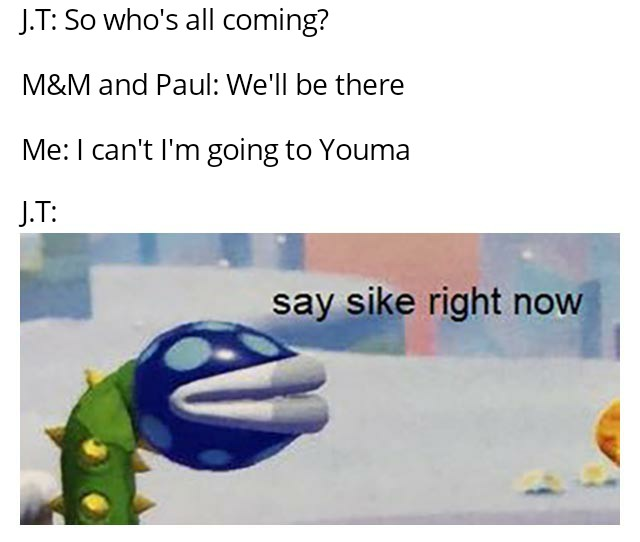 J.T: So who's all coming?
M&M and Paul: We'll be there
Me: I can't I'm going to Youma
J.T:
say sike right now